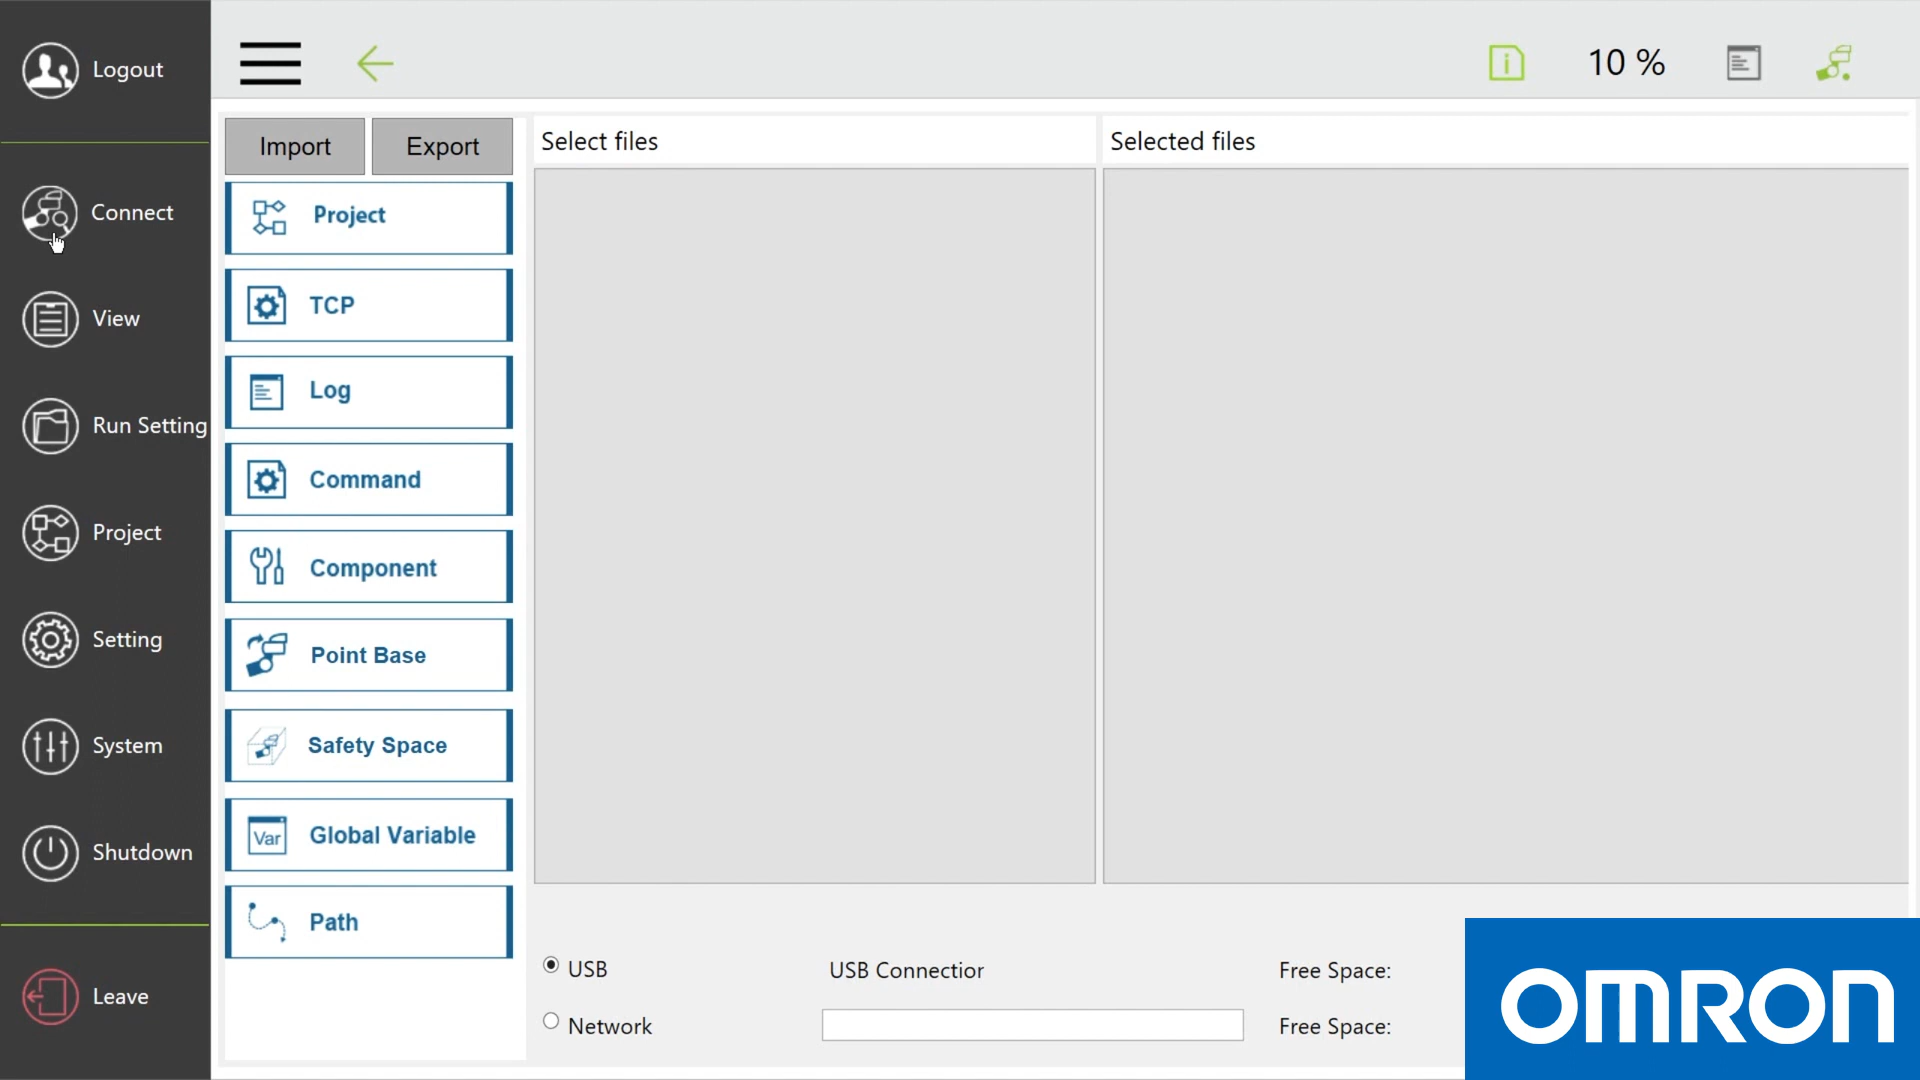 Logout
Connect
View
Run Setting
Project
Setting
System
Shutdown
Leave
10 %
Import
Export
Project
TCP
Log
Command
Component
Point Base
Safety Space
Var
Global Variable
Path
Select files
Selected files
USB
USB Connectior
Free Space:
Network
Free Space:
OMRON